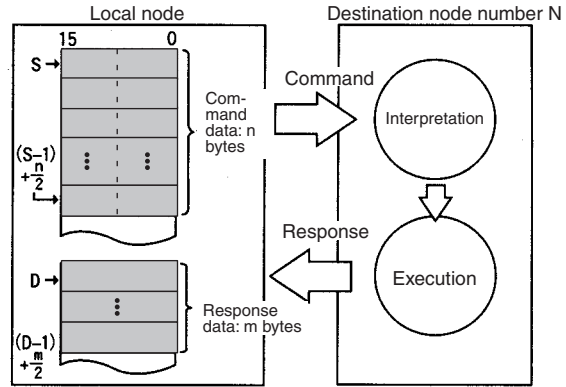 Local node
Destination node number N
15 0
S
Com-
mand
data: n
bytes
(S-1)
+n/2
Command
Interpretation
Response
Execution
D
Response
data: m bytes
(D-1)
+m/2